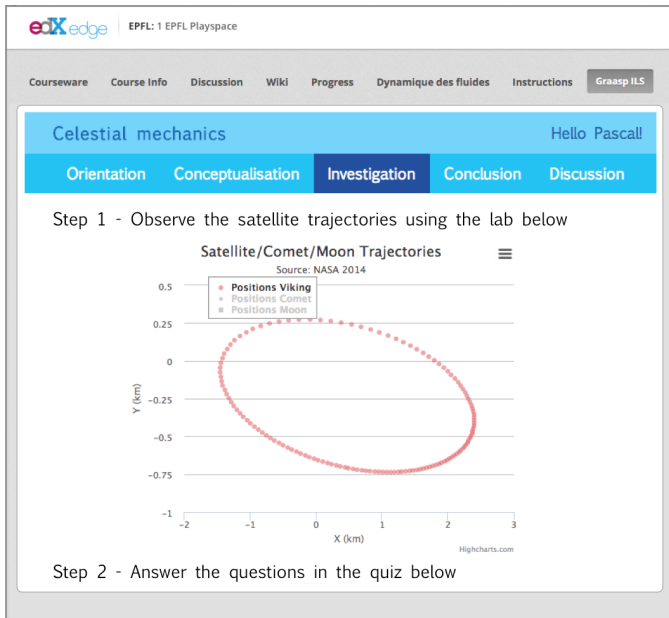 edX edge EPFL: 1 EPFL Playspace
Courseware Course Info Discussion Wiki Progress Dynamique des fluides Instructions Graasp ILS
Celestial mechanics Hello Pascal!
Orientation Conceptualisation Investigation Conclusion Discussion
Step 1 - Observe the satellite trajectories using the lab below
Satellite/Comet/Moon Trajectories
Source: NASA 2014
Positions Viking
Positions Comet
Positions Moon
0.5
0.25
0
−0.25
−0.5
−0.75
−1
Y (km)
−2 −1 0 1 2 3
X (km)
Highcharts.com
Step 2 - Answer the questions in the quiz below